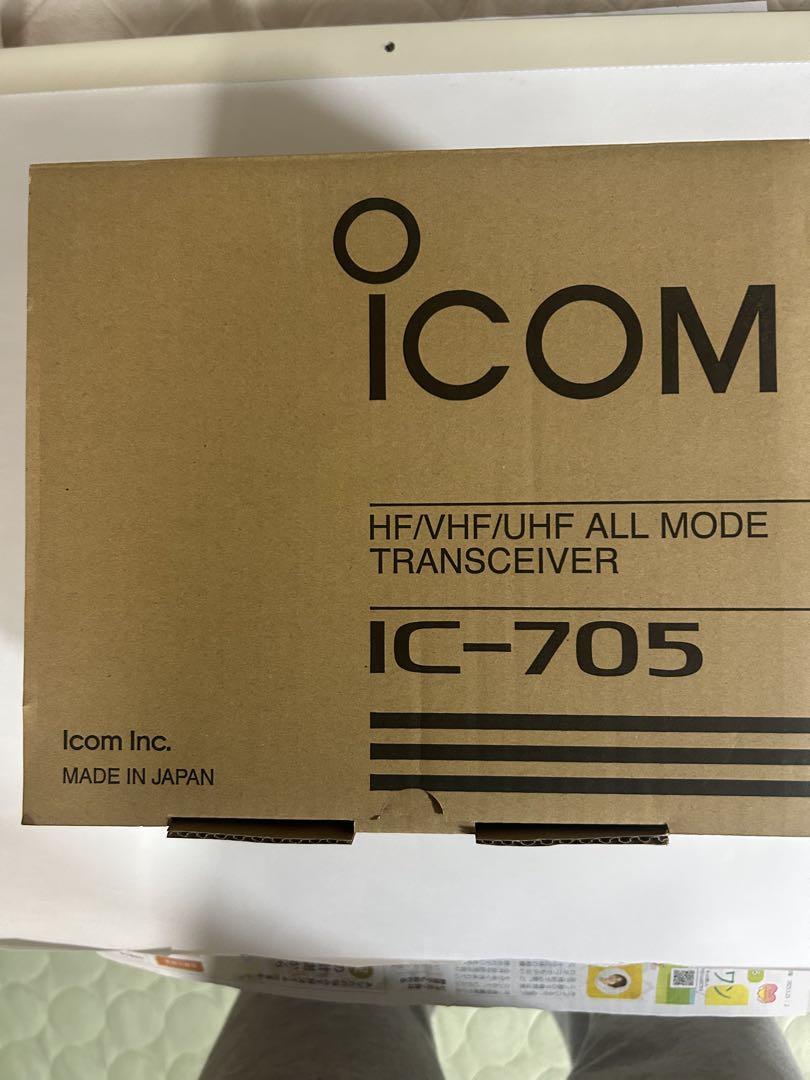 ICOM
HF/VHF/UHF ALL MODE
TRANSCEIVER
IC-705
Icom Inc.
MADE IN JAPAN